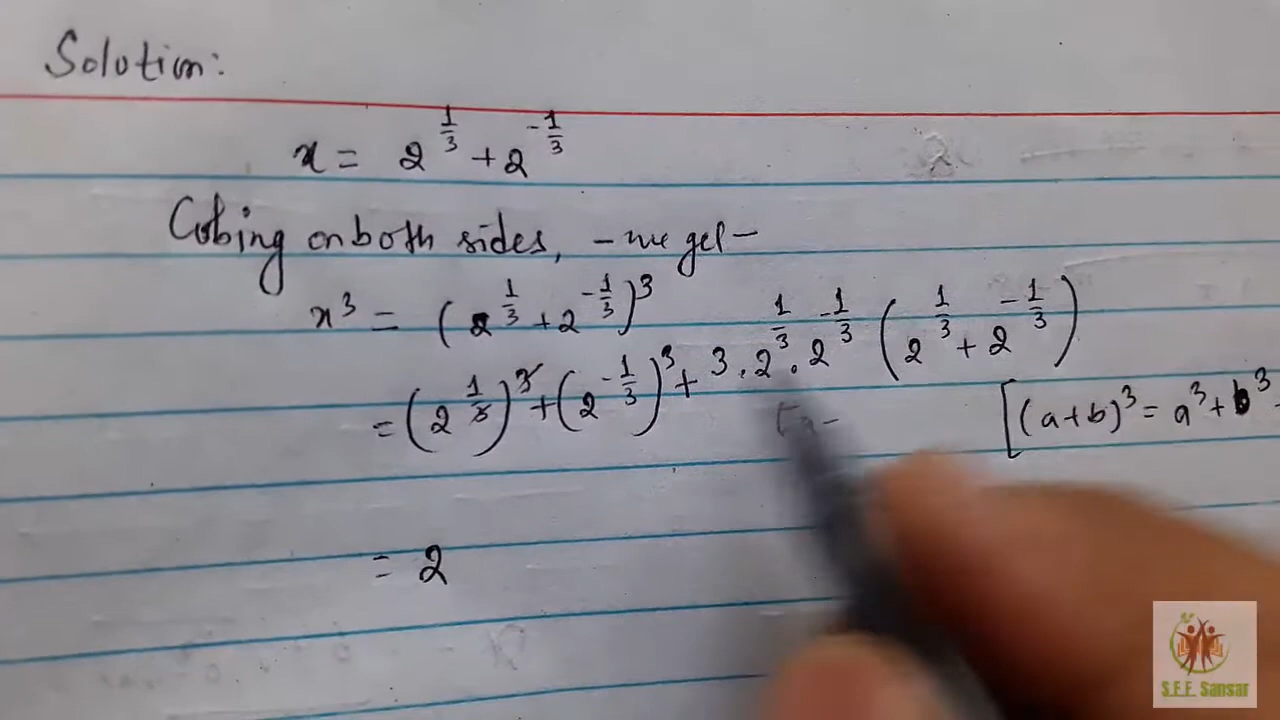 Solution:
x = 2^{1/3} + 2^{-1/3}
Cubing on both sides, we get
x³ = (2^{1/3} + 2^{-1/3})³
= (2^{1/3})³ + (2^{-1/3})³ + 3 · 2^{1/3} · 2^{-1/3} (2^{1/3} + 2^{-1/3})
[(a+b)³ = a³ + b³
= 2
S.E.E. Sansar